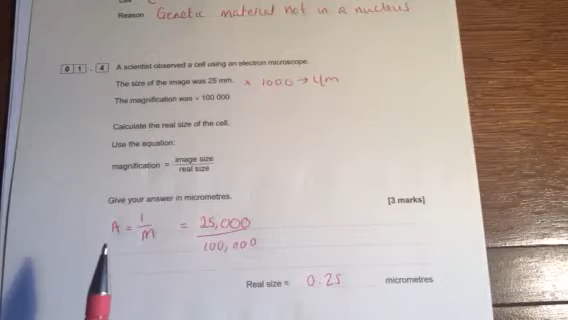 Reason Genetic material not in a nucleus
0 1 . 4 A scientist observed a cell using an electron microscope.
The size of the image was 25 mm. × 1000 → μm
The magnification was × 100 000
Calculate the real size of the cell.
Use the equation:
magnification = image size / real size
Give your answer in micrometres.
[3 marks]
A = I / M = 25,000 / 100,000
Real size = 0.25 micrometres